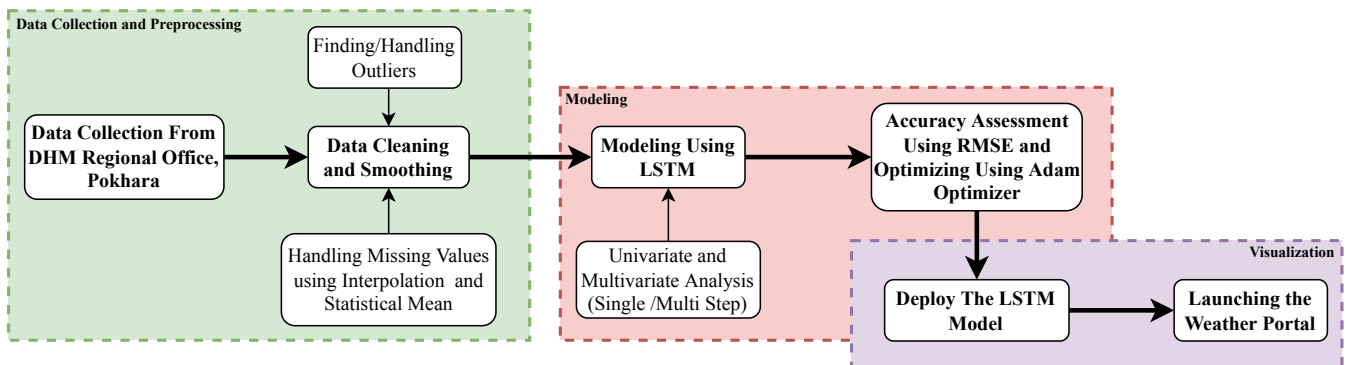 Data Collection and Preprocessing
Finding/Handling
Outliers
Data Collection From
DHM Regional Office,
Pokhara
Data Cleaning
and Smoothing
Handling Missing Values
using Interpolation and
Statistical Mean
Modeling
Modeling Using
LSTM
Univariate and
Multivariate Analysis
(Single /Multi Step)
Accuracy Assessment
Using RMSE and
Optimizing Using Adam
Optimizer
Visualization
Deploy The LSTM
Model
Launching the
Weather Portal